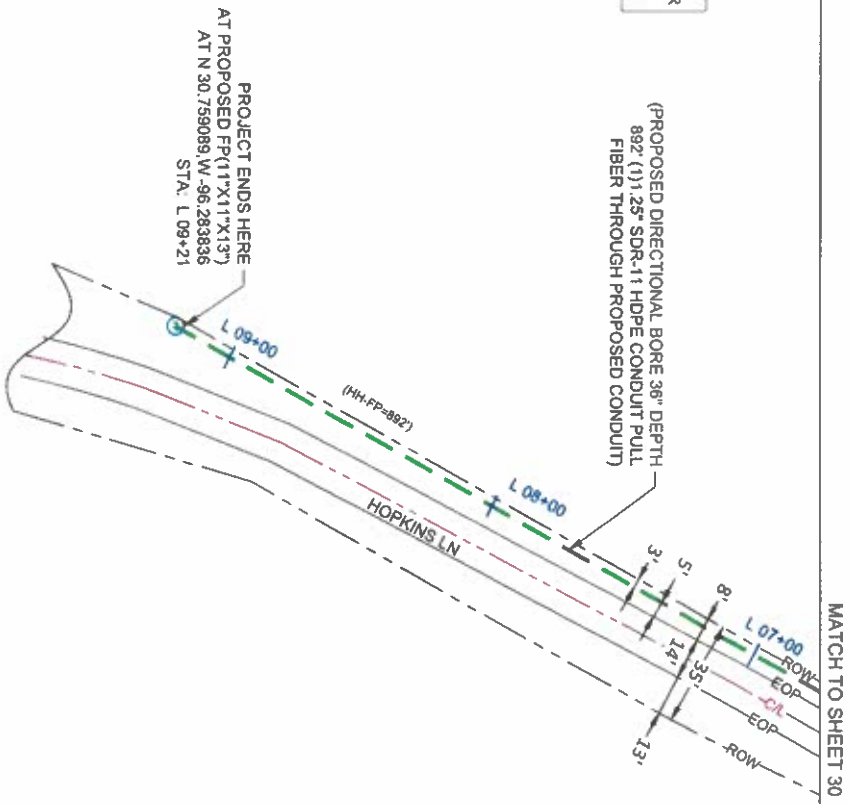 R
MATCH TO SHEET 30
(PROPOSED DIRECTIONAL BORE 36" DEPTH
892' (1)1.25" SDR-11 HDPE CONDUIT PULL
FIBER THROUGH PROPOSED CONDUIT)
PROJECT ENDS HERE
AT PROPOSED FP(11"X11"X13")
AT N 30.759089,W -96.283836
STA: L 09+21
L 09+00
(HH-FP=892')
L 08+00
HOPKINS LN
3'
5'
8'
14'
35'
13'
L 07+00
ROW
EOP
C/L
EOP
ROW